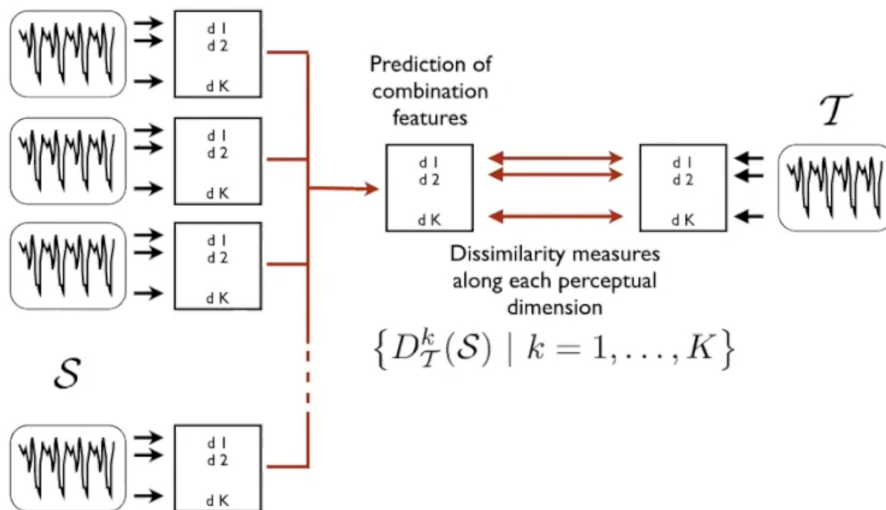 d 1
d 2
d K
d 1
d 2
d K
d 1
d 2
d K
S
d 1
d 2
d K
Prediction of
combination
features
d 1
d 2
d K
Dissimilarity measures
along each perceptual
dimension
{D_T^k(S) | k = 1, . . . , K}
T
d 1
d 2
d K